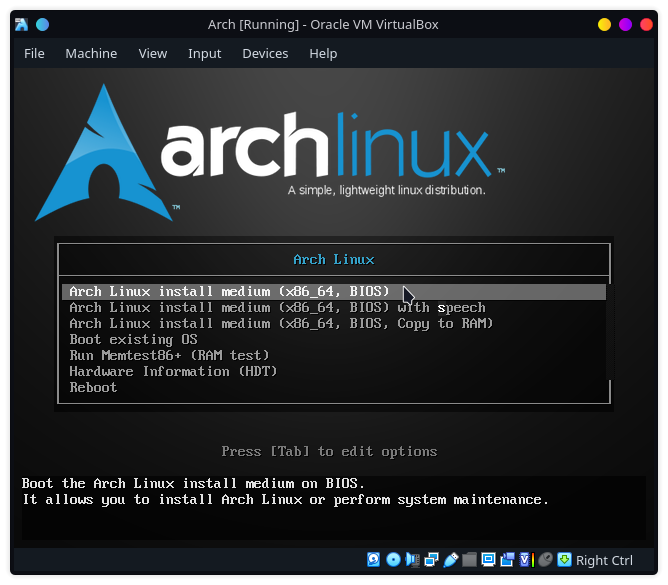 Arch [Running] - Oracle VM VirtualBox
File Machine View Input Devices Help
archlinux™
A simple, lightweight linux distribution.
™
Arch Linux
Arch Linux install medium (x86_64, BIOS)
Arch Linux install medium (x86_64, BIOS) with speech
Arch Linux install medium (x86_64, BIOS, Copy to RAM)
Boot existing OS
Run Memtest86+ (RAM test)
Hardware Information (HDT)
Reboot
Press [Tab] to edit options
Boot the Arch Linux install medium on BIOS.
It allows you to install Arch Linux or perform system maintenance.
Right Ctrl